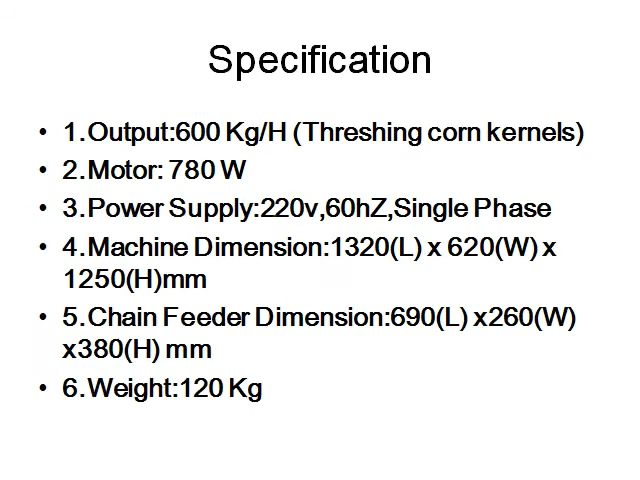 Specification
• 1.Output:600 Kg/H (Threshing corn kernels)
• 2.Motor: 780 W
• 3.Power Supply:220v,60hZ,Single Phase
• 4.Machine Dimension:1320(L) x 620(W) x
1250(H)mm
• 5.Chain Feeder Dimension:690(L) x260(W)
x380(H) mm
• 6.Weight:120 Kg